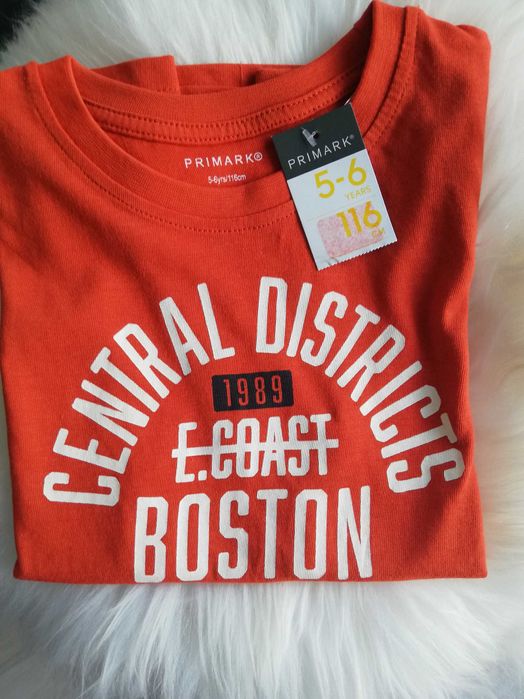 PRIMARK®
5-6yrs/116cm
PRIMARK
5-6
YEARS
116
CM
CENTRAL DISTRICTS
1989
E.COAST
BOSTON